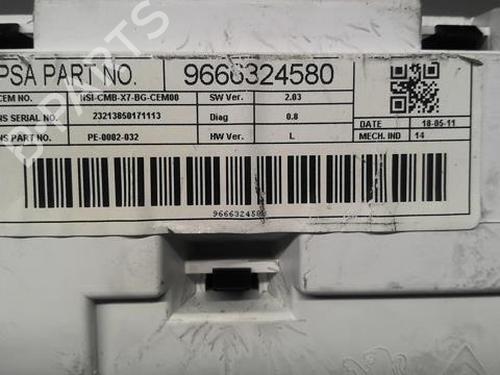 PSA PART NO. 9666324580
CEM NO. NSI-CMB-X7-BG-CEM00 SW Ver. 2.03
NS SERIAL NO. 23213850171113 Diag 0.8
NS PART NO. PE-0082-032 HW Ver. L
DATE 18-05-11
MECH. IND 14
9666324580
B-PARTS